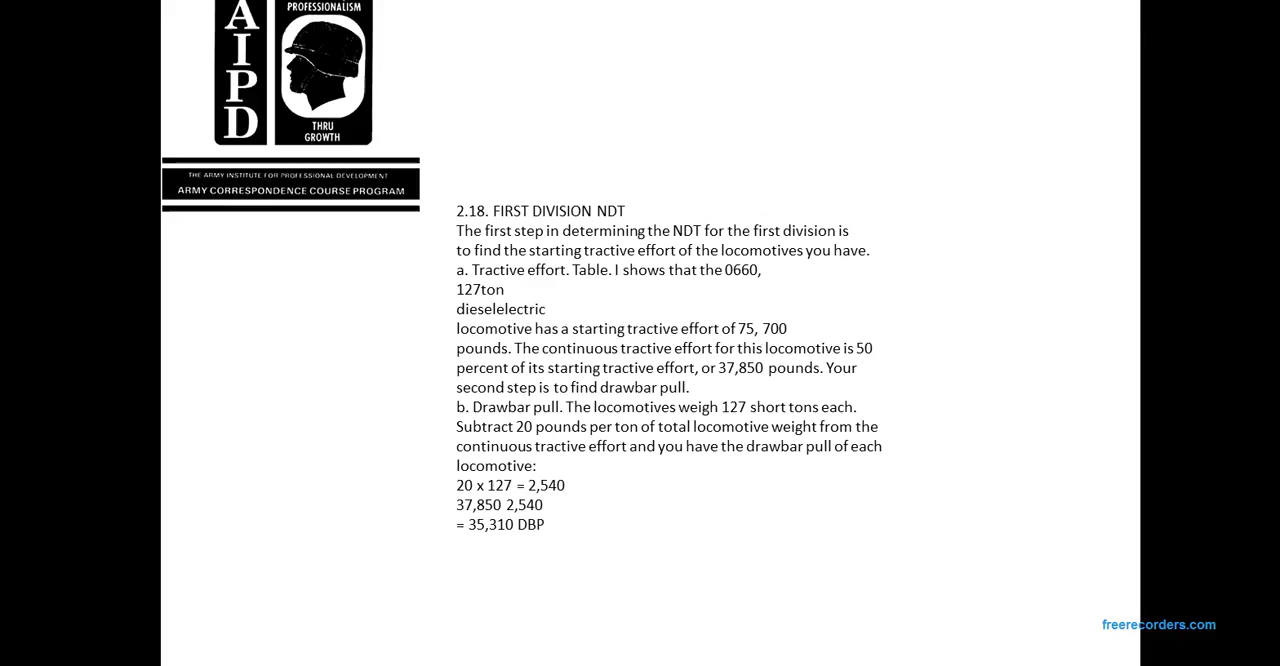 A
I
P
D
PROFESSIONALISM
THRU
GROWTH
THE ARMY INSTITUTE FOR PROFESSIONAL DEVELOPMENT
ARMY CORRESPONDENCE COURSE PROGRAM
2.18. FIRST DIVISION NDT
The first step in determining the NDT for the first division is
to find the starting tractive effort of the locomotives you have.
a. Tractive effort. Table. I shows that the 0660,
127ton
dieselelectric
locomotive has a starting tractive effort of 75, 700
pounds. The continuous tractive effort for this locomotive is 50
percent of its starting tractive effort, or 37,850 pounds. Your
second step is to find drawbar pull.
b. Drawbar pull. The locomotives weigh 127 short tons each.
Subtract 20 pounds per ton of total locomotive weight from the
continuous tractive effort and you have the drawbar pull of each
locomotive:
20 x 127 = 2,540
37,850 2,540
= 35,310 DBP
freerecorders.com